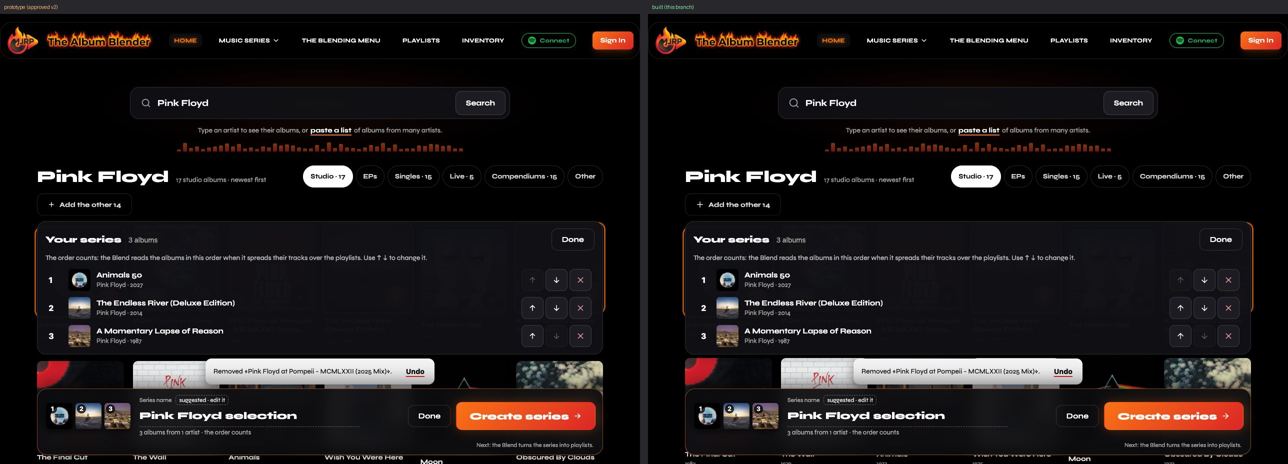 prototype (approved v2)
JRP The Album Blender HOME MUSIC SERIES THE BLENDING MENU PLAYLISTS INVENTORY Connect Sign In
Pink Floyd Search
Type an artist to see their albums, or paste a list of albums from many artists.
Pink Floyd 17 studio albums · newest first Studio · 17 EPs Singles · 15 Live · 5 Compendiums · 15 Other
+ Add the other 14
Your series 3 albums Done
The order counts: the Blend reads the albums in this order when it spreads their tracks over the playlists. Use ↑ ↓ to change it.
1 Animals 50
Pink Floyd · 2027
2 The Endless River (Deluxe Edition)
Pink Floyd · 2014
3 A Momentary Lapse of Reason
Pink Floyd · 1987
Removed «Pink Floyd at Pompeii - MCMLXXII (2025 Mix)». Undo
PINK
Series name suggested · edit it
1 2 3 Pink Floyd selection Done Create series →
3 albums from 1 artist · the order counts
Next: the Blend turns the series into playlists.
The Final Cut The Wall Animals Wish You Were Here Moon Obscured By Clouds
built (this branch)
JRP The Album Blender HOME MUSIC SERIES THE BLENDING MENU PLAYLISTS INVENTORY Connect Sign In
Pink Floyd Search
Type an artist to see their albums, or paste a list of albums from many artists.
Pink Floyd 17 studio albums · newest first Studio · 17 EPs Singles · 15 Live · 5 Compendiums · 15 Other
+ Add the other 14
Your series 3 albums Done
The order counts: the Blend reads the albums in this order when it spreads their tracks over the playlists. Use ↑ ↓ to change it.
1 Animals 50
Pink Floyd · 2027
2 The Endless River (Deluxe Edition)
Pink Floyd · 2014
3 A Momentary Lapse of Reason
Pink Floyd · 1987
Removed «Pink Floyd at Pompeii - MCMLXXII (2025 Mix)». Undo
PINK
Series name suggested · edit it
1 2 3 Pink Floyd selection Done Create series →
3 albums from 1 artist · the order counts
Next: the Blend turns the series into playlists.
The Final Cut The Wall Animals Wish You Were Here Moon Obscured By Clouds